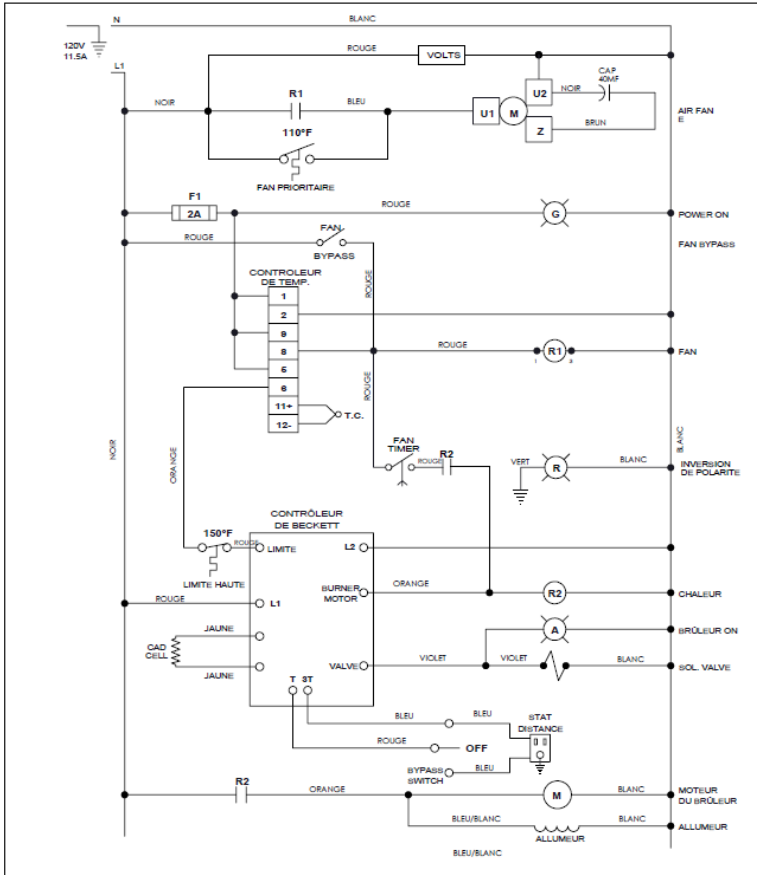 N
BLANC
120V
11.5A
L1
ROUGE
VOLTS
NOIR
R1
BLEU
U1
M
U2
Z
NOIR
CAP
40MF
BRUN
AIR FAN
E
110°F
FAN PRIORITAIRE
F1
2A
ROUGE
G
POWER ON
ROUGE
FAN
BYPASS
FAN BYPASS
CONTROLEUR
DE TEMP.
ROUGE
1
2
9
8
5
6
11+
12-
T.C.
ROUGE
R1
1
2
FAN
ROUGE
NOIR
ORANGE
FAN
TIMER
ROUGE
R2
VERT
R
BLANC
BLANC
INVERSION
DE POLARITE
CONTRÔLEUR
DE BECKETT
150°F
ROUGE
LIMITE
L2
LIMITE HAUTE
BURNER
MOTOR
ORANGE
R2
CHALEUR
ROUGE
L1
JAUNE
CAD
CELL
JAUNE
A
BRÛLEUR ON
VALVE
VIOLET
VIOLET
BLANC
SOL. VALVE
T
ST
BLEU
BLEU
STAT
DISTANCE
ROUGE
OFF
BYPASS
SWITCH
BLEU
R2
ORANGE
M
BLANC
MOTEUR
DU BRÛLEUR
BLEU/BLANC
ALLUMEUR
BLANC
ALLUMEUR
BLEU/BLANC